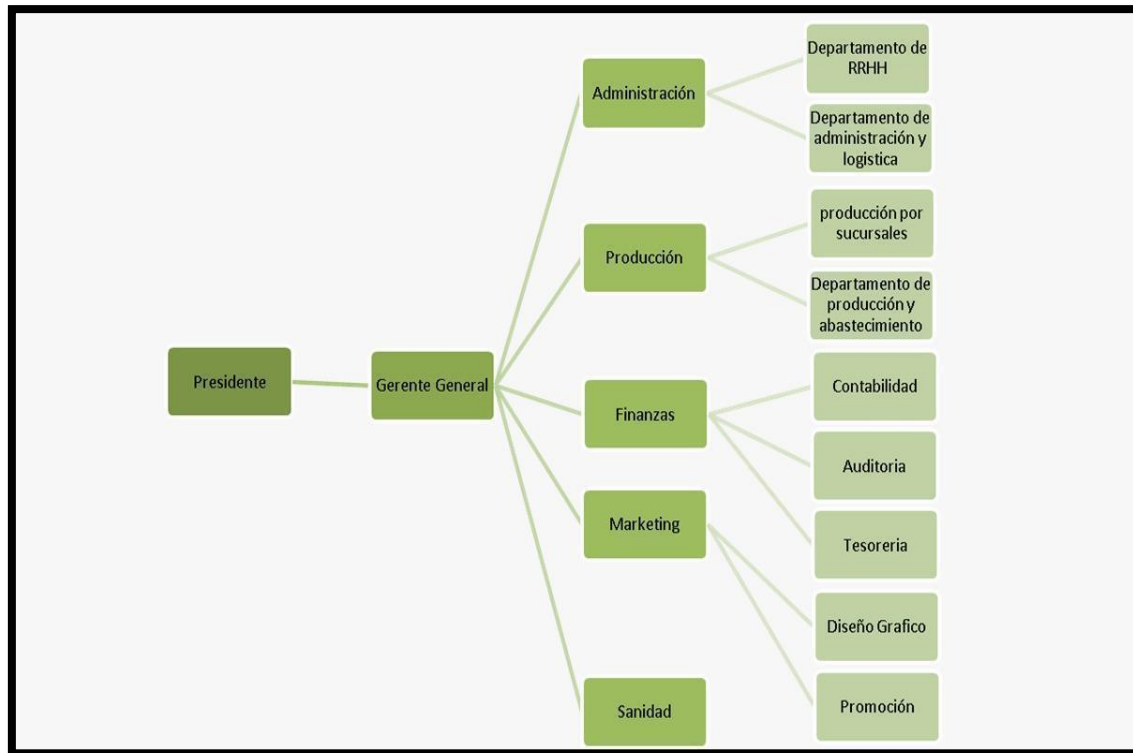 Presidente
Gerente General
Administración
Departamento de
RRHH
Departamento de
administración y
logistica
Producción
producción por
sucursales
Departamento de
producción y
abastecimiento
Finanzas
Contabilidad
Auditoria
Tesoreria
Marketing
Diseño Grafico
Promoción
Sanidad